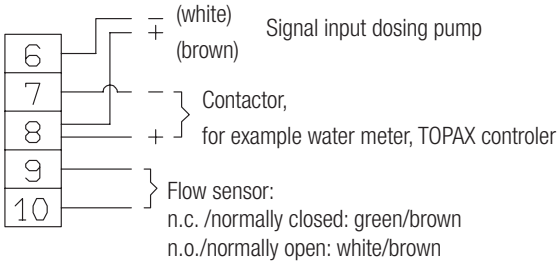 − (white)
+
(brown)
Signal input dosing pump
6
7
8
9
10
−
Contactor,
+
for example water meter, TOPAX controler
Flow sensor:
n.c. /normally closed: green/brown
n.o./normally open: white/brown